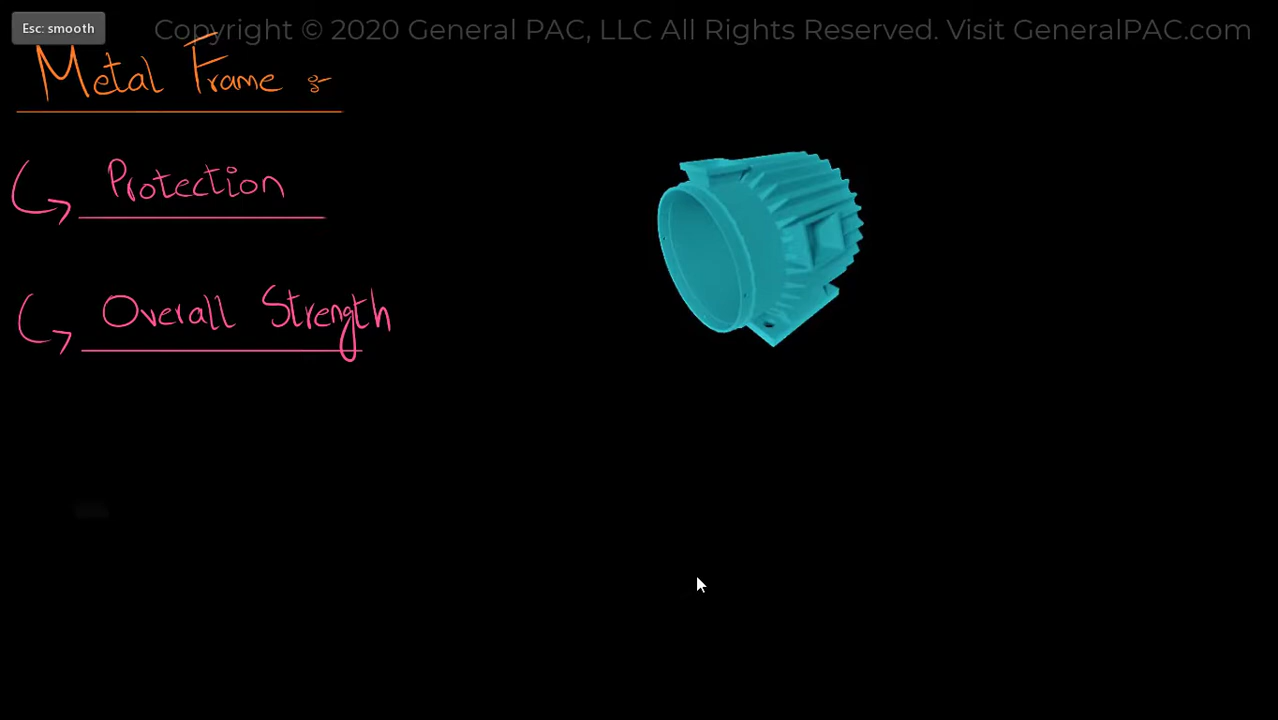 Esc: smooth
Copyright © 2020 General PAC, LLC All Rights Reserved. Visit GeneralPAC.com
Metal Frame :-
Protection
Overall Strength